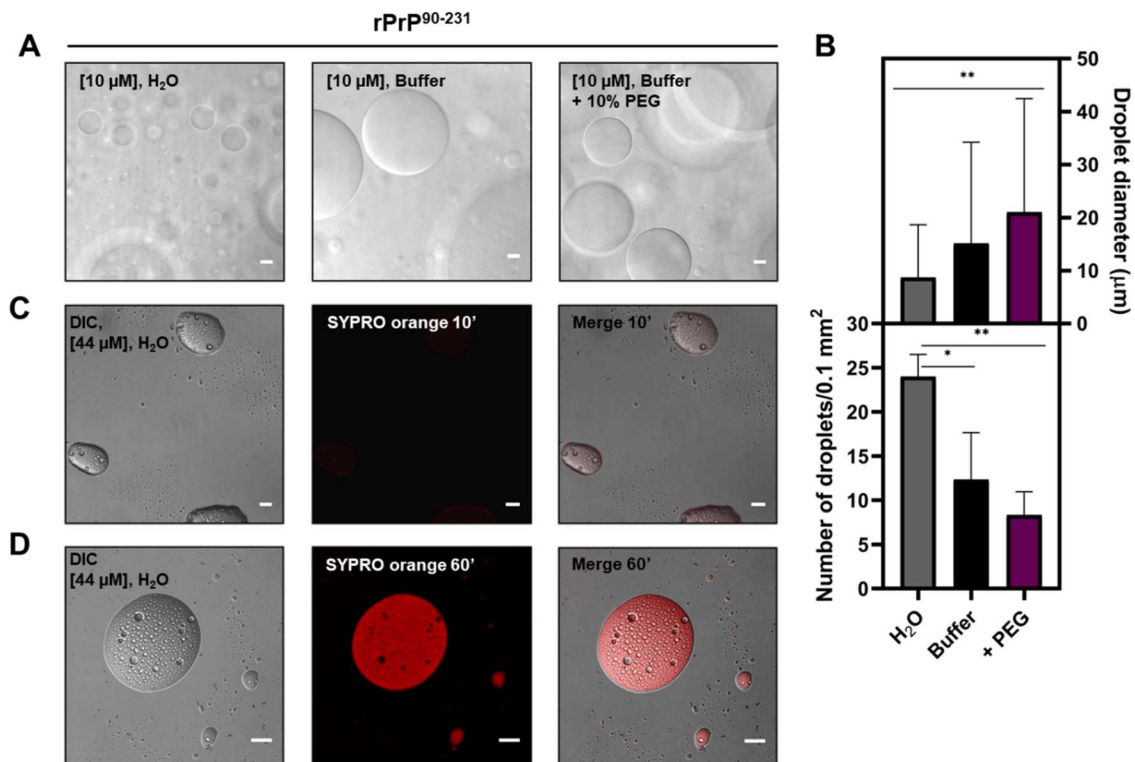 rPrP⁹⁰⁻²³¹
A
[10 µM], H₂O
[10 µM], Buffer
[10 µM], Buffer
+ 10% PEG
C
DIC,
[44 µM], H₂O
SYPRO orange 10’
Merge 10’
D
DIC
[44 µM], H₂O
SYPRO orange 60’
Merge 60’
B
**
50
40
30
20
10
0
Droplet diameter (µm)
**
*
30
25
20
15
10
5
0
Number of droplets/0.1 mm²
H₂O
Buffer
+ PEG